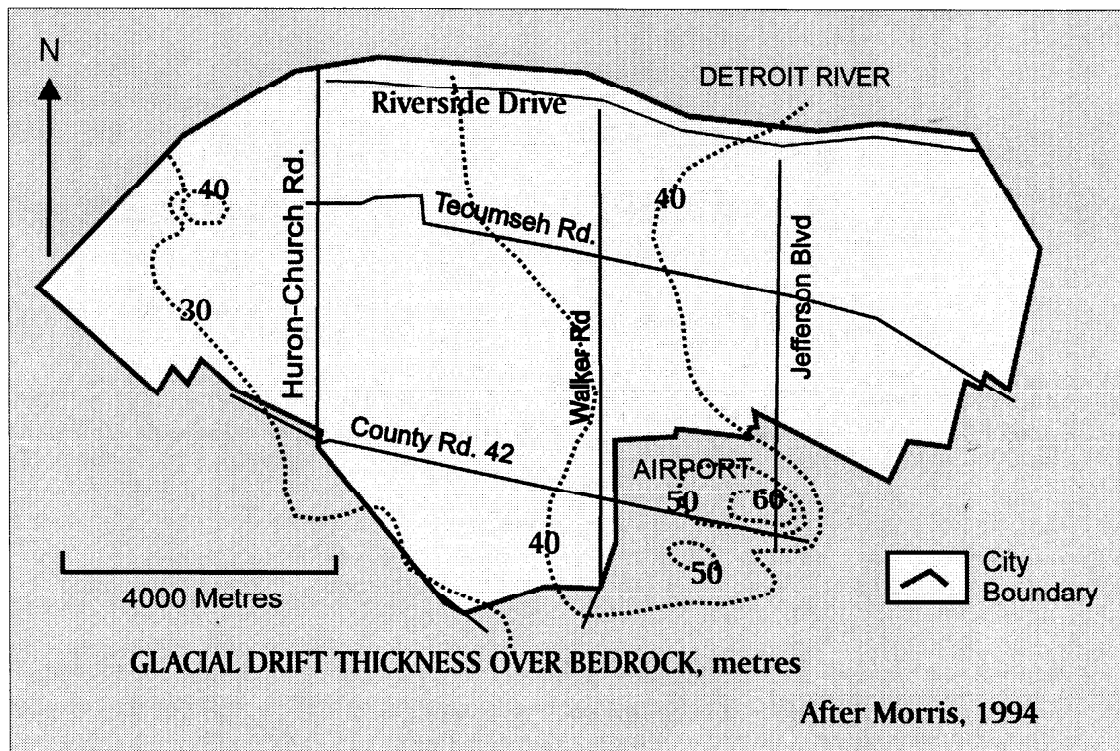 N
DETROIT RIVER
Riverside Drive
40
Huron-Church Rd.
40
Tecumseh Rd.
Jefferson Blvd
30
Walker Rd
County Rd. 42
AIRPORT
50
60
40
50
City
Boundary
4000 Metres
GLACIAL DRIFT THICKNESS OVER BEDROCK, metres
After Morris, 1994